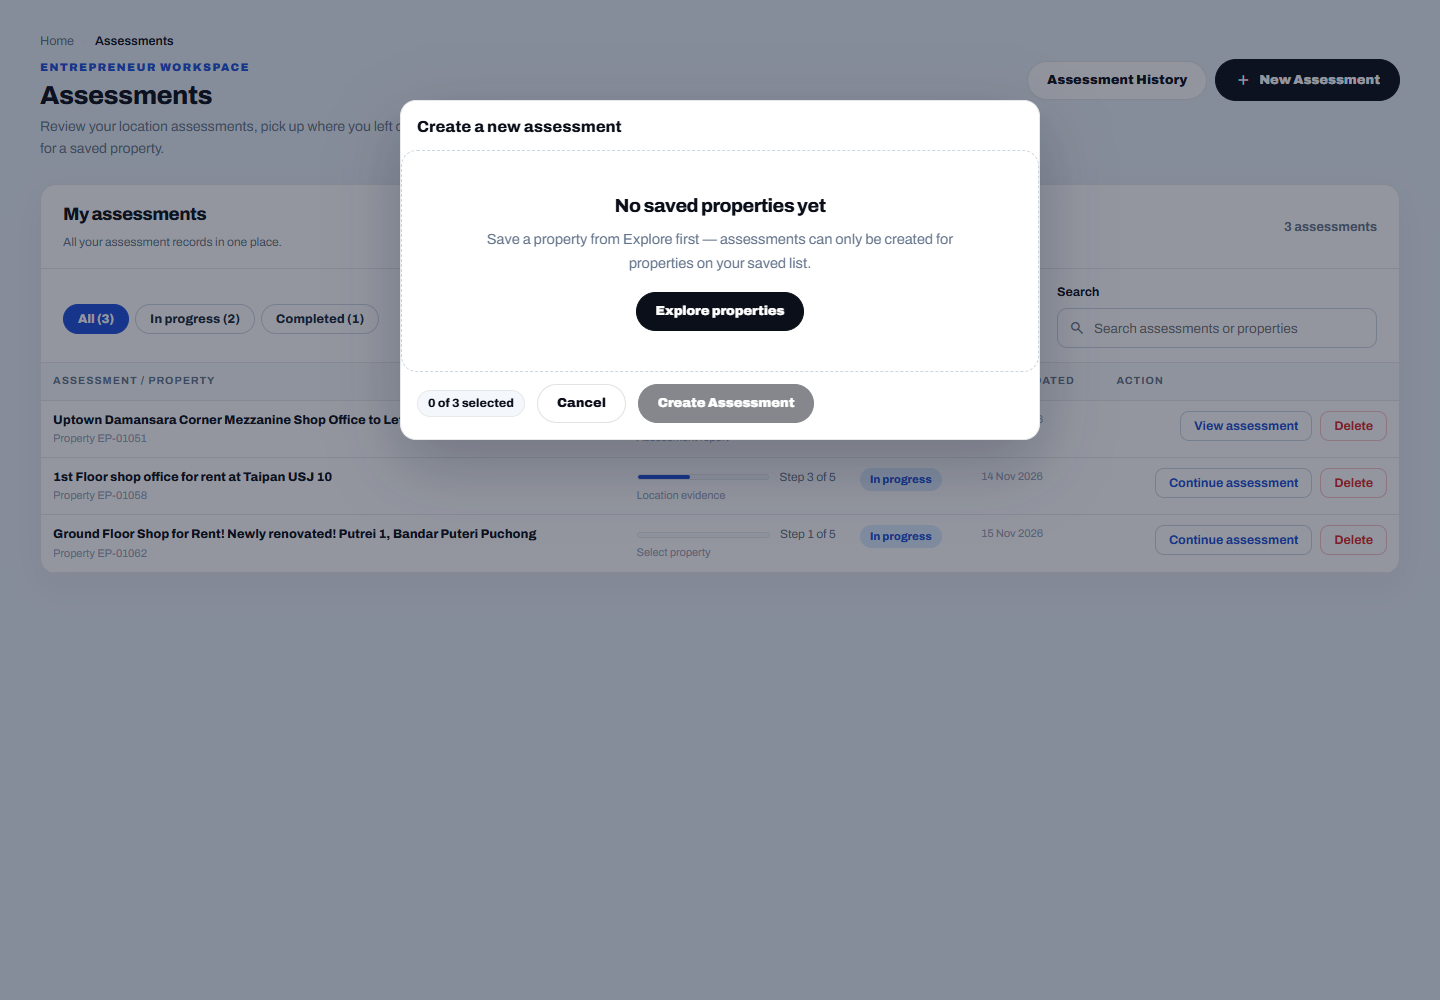 Home Assessments
ENTREPRENEUR WORKSPACE
Assessments
Review your location assessments, pick up where you left
for a saved property.
Assessment History
+ New Assessment
Create a new assessment
No saved properties yet
Save a property from Explore first — assessments can only be created for
properties on your saved list.
Explore properties
0 of 3 selected Cancel Create Assessment
My assessments
All your assessment records in one place.
3 assessments
All (3) In progress (2) Completed (1)
Search
Search assessments or properties
ASSESSMENT / PROPERTY ACTION
Uptown Damansara Corner Mezzanine Shop Office to Let
Property EP-01051
View assessment Delete
1st Floor shop office for rent at Taipan USJ 10
Property EP-01058
Step 3 of 5
Location evidence
In progress
14 Nov 2026
Continue assessment Delete
Ground Floor Shop for Rent! Newly renovated! Putrei 1, Bandar Puteri Puchong
Property EP-01062
Step 1 of 5
Select property
In progress
15 Nov 2026
Continue assessment Delete